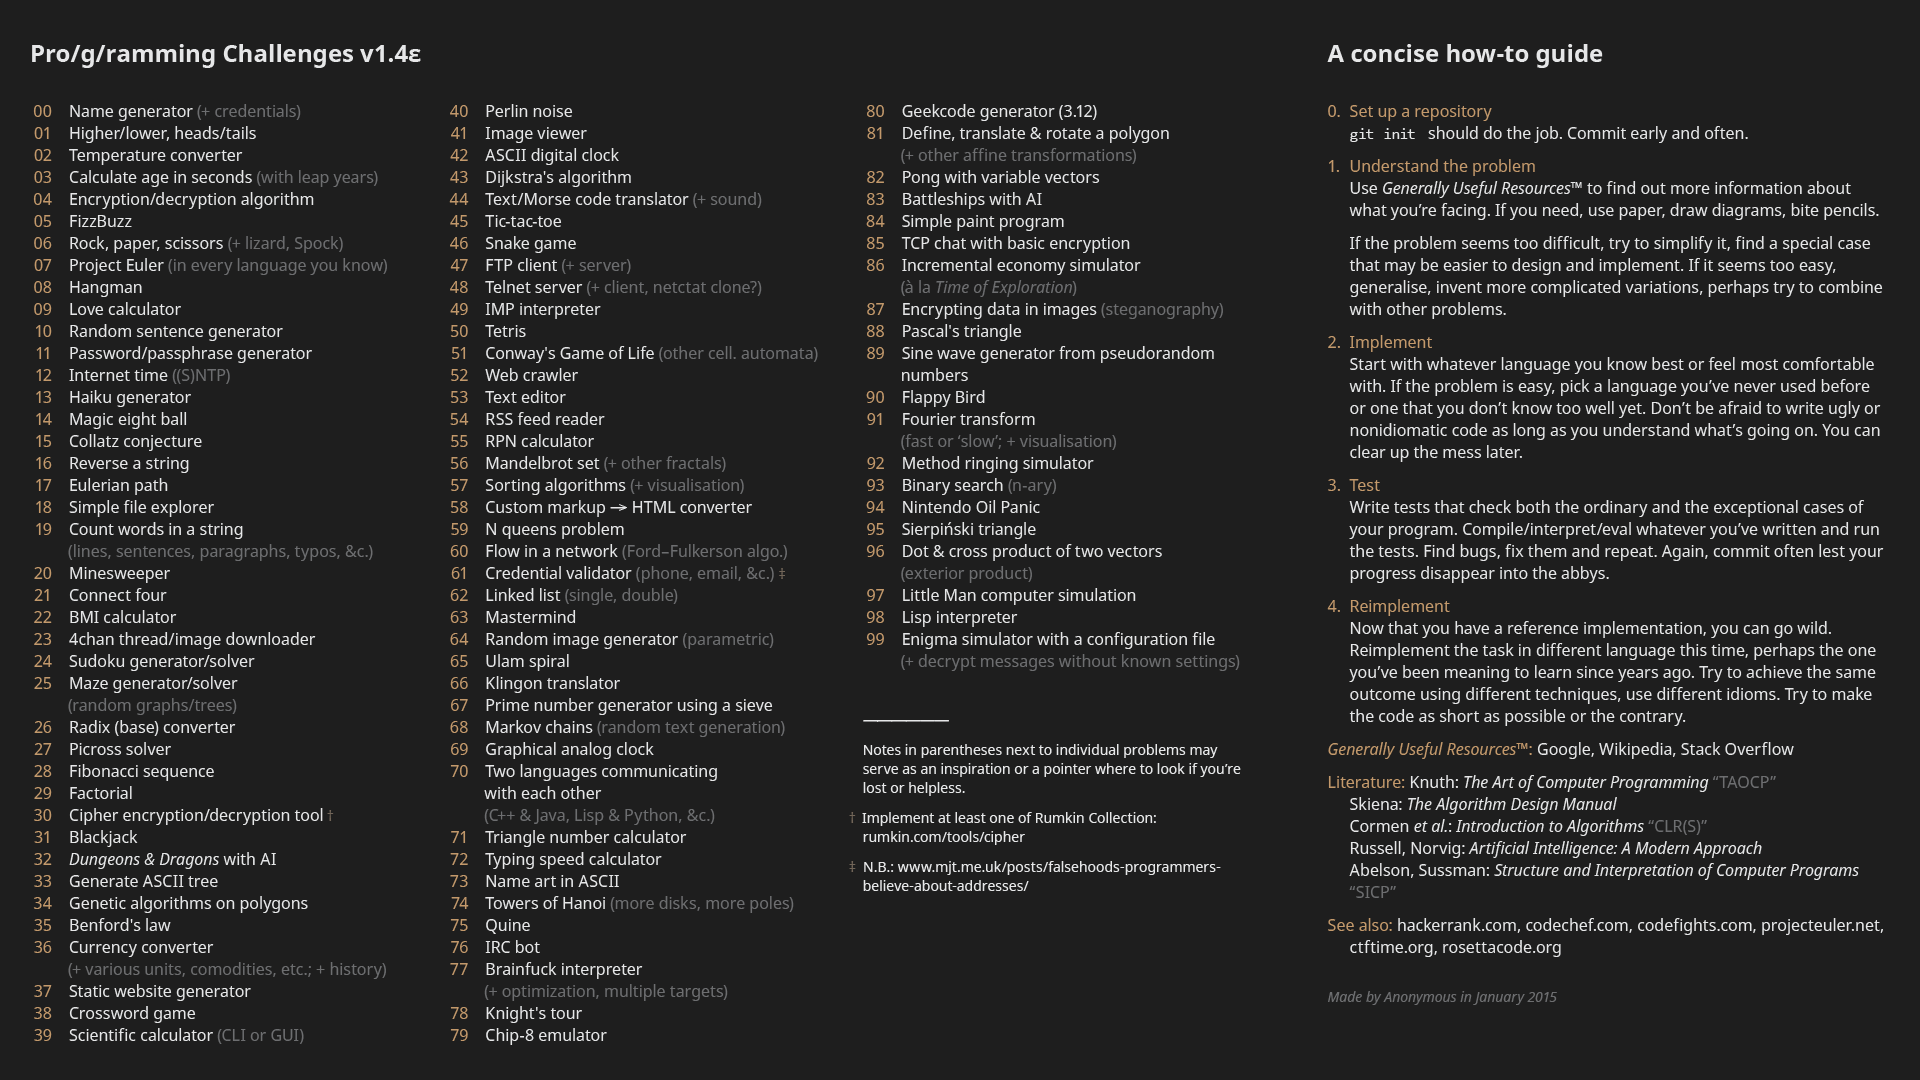 Pro/g/ramming Challenges v1.4ε
00 Name generator (+ credentials)
01 Higher/lower, heads/tails
02 Temperature converter
03 Calculate age in seconds (with leap years)
04 Encryption/decryption algorithm
05 FizzBuzz
06 Rock, paper, scissors (+ lizard, Spock)
07 Project Euler (in every language you know)
08 Hangman
09 Love calculator
10 Random sentence generator
11 Password/passphrase generator
12 Internet time ((S)NTP)
13 Haiku generator
14 Magic eight ball
15 Collatz conjecture
16 Reverse a string
17 Eulerian path
18 Simple file explorer
19 Count words in a string
(lines, sentences, paragraphs, typos, &c.)
20 Minesweeper
21 Connect four
22 BMI calculator
23 4chan thread/image downloader
24 Sudoku generator/solver
25 Maze generator/solver
(random graphs/trees)
26 Radix (base) converter
27 Picross solver
28 Fibonacci sequence
29 Factorial
30 Cipher encryption/decryption tool †
31 Blackjack
32 Dungeons & Dragons with AI
33 Generate ASCII tree
34 Genetic algorithms on polygons
35 Benford's law
36 Currency converter
(+ various units, comodities, etc.; + history)
37 Static website generator
38 Crossword game
39 Scientific calculator (CLI or GUI)
40 Perlin noise
41 Image viewer
42 ASCII digital clock
43 Dijkstra's algorithm
44 Text/Morse code translator (+ sound)
45 Tic-tac-toe
46 Snake game
47 FTP client (+ server)
48 Telnet server (+ client, netctat clone?)
49 IMP interpreter
50 Tetris
51 Conway's Game of Life (other cell. automata)
52 Web crawler
53 Text editor
54 RSS feed reader
55 RPN calculator
56 Mandelbrot set (+ other fractals)
57 Sorting algorithms (+ visualisation)
58 Custom markup → HTML converter
59 N queens problem
60 Flow in a network (Ford–Fulkerson algo.)
61 Credential validator (phone, email, &c.) ‡
62 Linked list (single, double)
63 Mastermind
64 Random image generator (parametric)
65 Ulam spiral
66 Klingon translator
67 Prime number generator using a sieve
68 Markov chains (random text generation)
69 Graphical analog clock
70 Two languages communicating
with each other
(C++ & Java, Lisp & Python, &c.)
71 Triangle number calculator
72 Typing speed calculator
73 Name art in ASCII
74 Towers of Hanoi (more disks, more poles)
75 Quine
76 IRC bot
77 Brainfuck interpreter
(+ optimization, multiple targets)
78 Knight's tour
79 Chip-8 emulator
80 Geekcode generator (3.12)
81 Define, translate & rotate a polygon
(+ other affine transformations)
82 Pong with variable vectors
83 Battleships with AI
84 Simple paint program
85 TCP chat with basic encryption
86 Incremental economy simulator
(à la Time of Exploration)
87 Encrypting data in images (steganography)
88 Pascal's triangle
89 Sine wave generator from pseudorandom
numbers
90 Flappy Bird
91 Fourier transform
(fast or ‘slow’; + visualisation)
92 Method ringing simulator
93 Binary search (n-ary)
94 Nintendo Oil Panic
95 Sierpiński triangle
96 Dot & cross product of two vectors
(exterior product)
97 Little Man computer simulation
98 Lisp interpreter
99 Enigma simulator with a configuration file
(+ decrypt messages without known settings)
Notes in parentheses next to individual problems may
serve as an inspiration or a pointer where to look if you’re
lost or helpless.
† Implement at least one of Rumkin Collection:
rumkin.com/tools/cipher
‡ N.B.: www.mjt.me.uk/posts/falsehoods-programmers-
believe-about-addresses/
A concise how-to guide
0. Set up a repository
git init should do the job. Commit early and often.
1. Understand the problem
Use Generally Useful Resources™ to find out more information about
what you’re facing. If you need, use paper, draw diagrams, bite pencils.
If the problem seems too difficult, try to simplify it, find a special case
that may be easier to design and implement. If it seems too easy,
generalise, invent more complicated variations, perhaps try to combine
with other problems.
2. Implement
Start with whatever language you know best or feel most comfortable
with. If the problem is easy, pick a language you’ve never used before
or one that you don’t know too well yet. Don’t be afraid to write ugly or
nonidiomatic code as long as you understand what’s going on. You can
clear up the mess later.
3. Test
Write tests that check both the ordinary and the exceptional cases of
your program. Compile/interpret/eval whatever you’ve written and run
the tests. Find bugs, fix them and repeat. Again, commit often lest your
progress disappear into the abbys.
4. Reimplement
Now that you have a reference implementation, you can go wild.
Reimplement the task in different language this time, perhaps the one
you’ve been meaning to learn since years ago. Try to achieve the same
outcome using different techniques, use different idioms. Try to make
the code as short as possible or the contrary.
Generally Useful Resources™: Google, Wikipedia, Stack Overflow
Literature: Knuth: The Art of Computer Programming “TAOCP”
Skiena: The Algorithm Design Manual
Cormen et al.: Introduction to Algorithms “CLR(S)”
Russell, Norvig: Artificial Intelligence: A Modern Approach
Abelson, Sussman: Structure and Interpretation of Computer Programs
“SICP”
See also: hackerrank.com, codechef.com, codefights.com, projecteuler.net,
ctftime.org, rosettacode.org
Made by Anonymous in January 2015